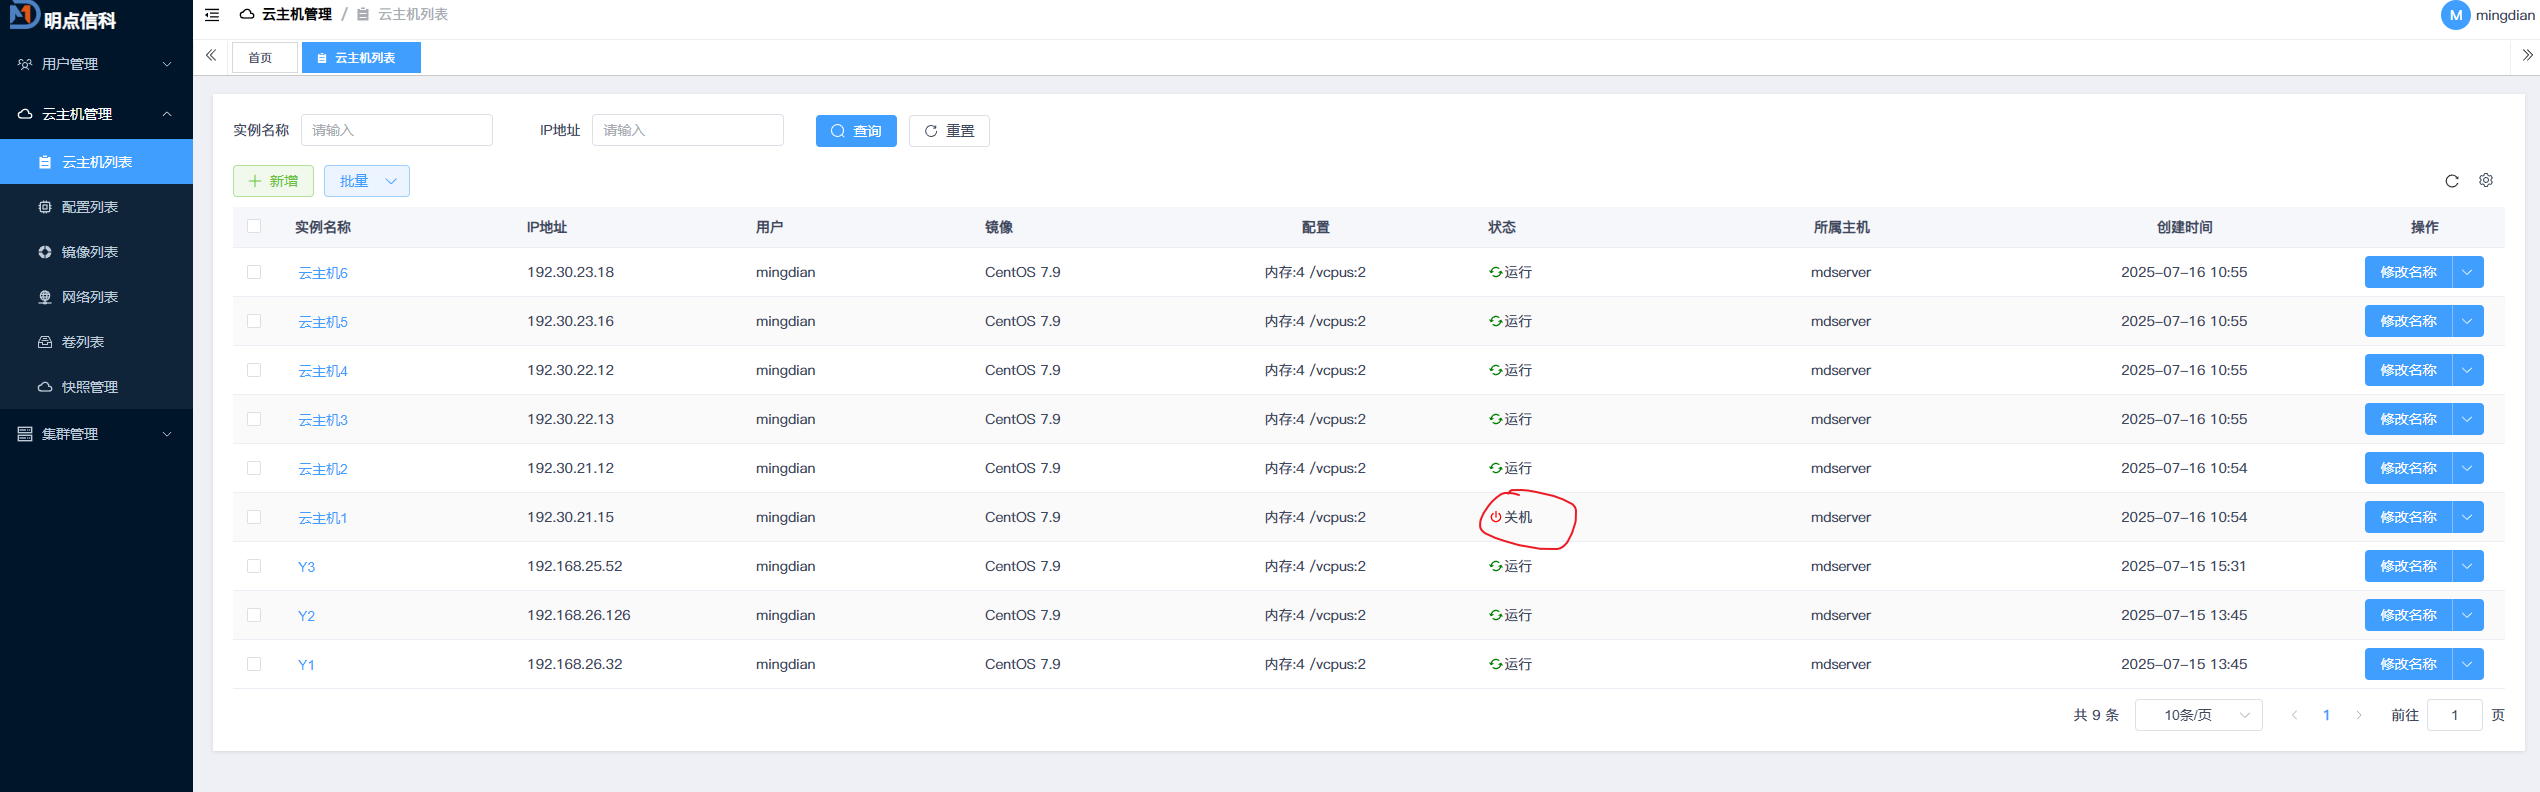 明点信科
云主机管理 / 云主机列表
M mingdian
首页 云主机列表
用户管理
云主机管理
云主机列表
配置列表
镜像列表
网络列表
卷列表
快照管理
集群管理
实例名称 请输入 IP地址 请输入 查询 重置
新增 批量
实例名称 IP地址 用户 镜像 配置 状态 所属主机 创建时间 操作
云主机6 192.30.23.18 mingdian CentOS 7.9 内存:4 /vcpus:2 运行 mdserver 2025-07-16 10:55 修改名称
云主机5 192.30.23.16 mingdian CentOS 7.9 内存:4 /vcpus:2 运行 mdserver 2025-07-16 10:55 修改名称
云主机4 192.30.22.12 mingdian CentOS 7.9 内存:4 /vcpus:2 运行 mdserver 2025-07-16 10:55 修改名称
云主机3 192.30.22.13 mingdian CentOS 7.9 内存:4 /vcpus:2 运行 mdserver 2025-07-16 10:55 修改名称
云主机2 192.30.21.12 mingdian CentOS 7.9 内存:4 /vcpus:2 运行 mdserver 2025-07-16 10:54 修改名称
云主机1 192.30.21.15 mingdian CentOS 7.9 内存:4 /vcpus:2 关机 mdserver 2025-07-16 10:54 修改名称
Y3 192.168.25.52 mingdian CentOS 7.9 内存:4 /vcpus:2 运行 mdserver 2025-07-15 15:31 修改名称
Y2 192.168.26.126 mingdian CentOS 7.9 内存:4 /vcpus:2 运行 mdserver 2025-07-15 13:45 修改名称
Y1 192.168.26.32 mingdian CentOS 7.9 内存:4 /vcpus:2 运行 mdserver 2025-07-15 13:45 修改名称
共 9 条 10条/页 1 前往 1 页